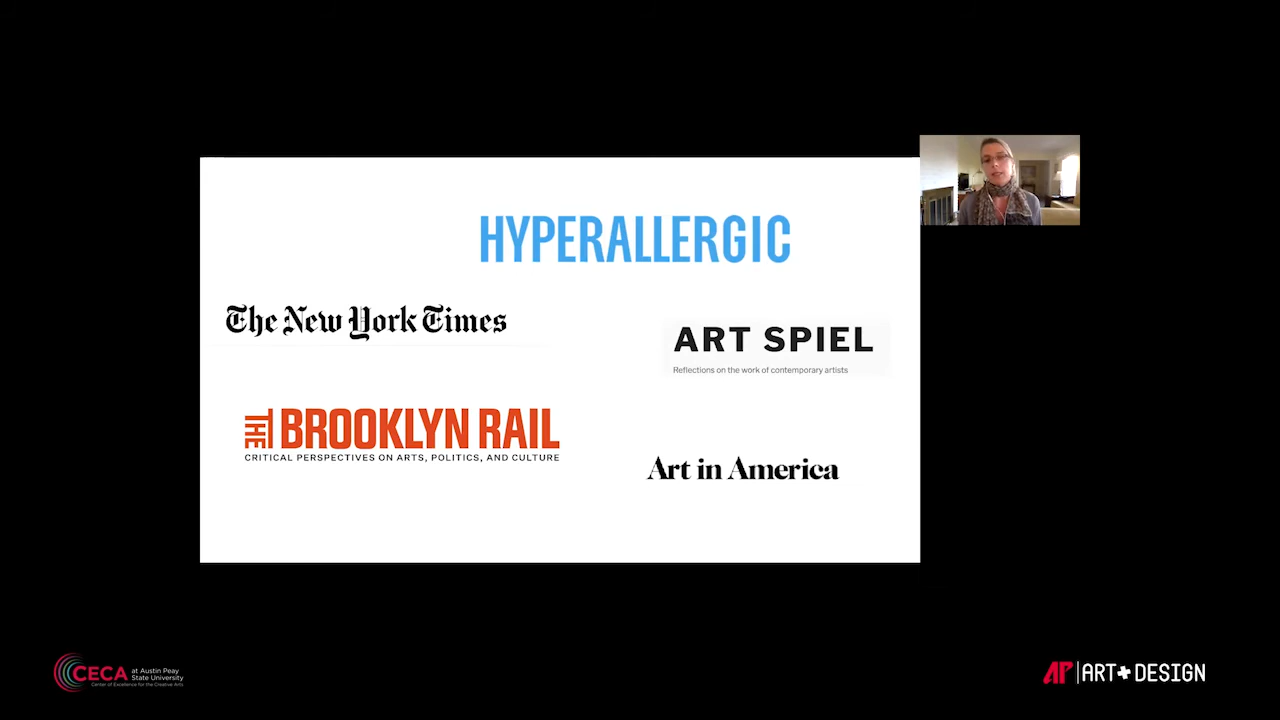 HYPERALLERGIC
The New York Times
ART SPIEL
Reflections on the work of contemporary artists
THE BROOKLYN RAIL
CRITICAL PERSPECTIVES ON ARTS, POLITICS, AND CULTURE
Art in America
CECA at Austin Peay
State University
Center of Excellence for the Creative Arts
AP ART+DESIGN